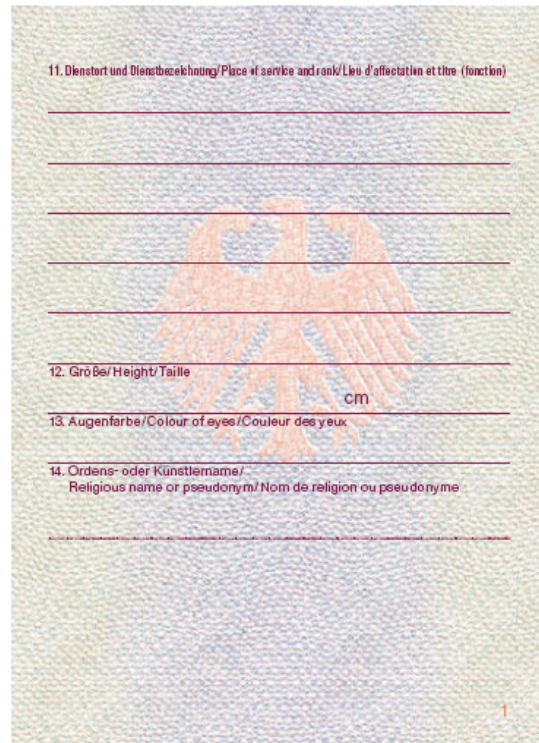 11. Dienstort und Dienstbezeichnung/Place of service and rank/Lieu d'affectation et titre (fonction)
12. Größe/Height/Taille
cm
13. Augenfarbe/Colour of eyes/Couleur des yeux
14. Ordens- oder Künstlername/
Religious name or pseudonym/Nom de religion ou pseudonyme
1